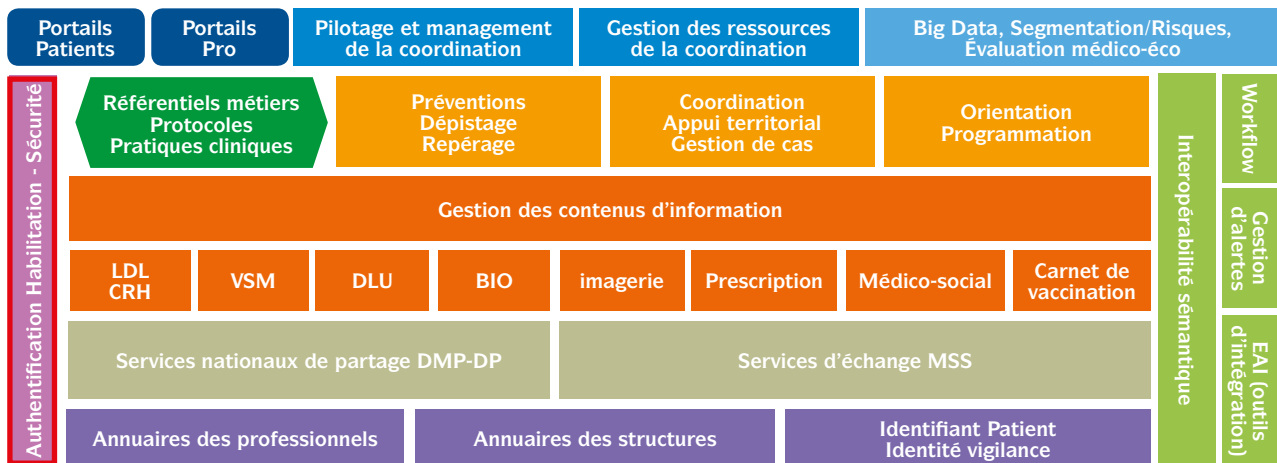 Portails
Patients
Portails
Pro
Pilotage et management
de la coordination
Gestion des ressources
de la coordination
Big Data, Segmentation/Risques,
Évaluation médico-éco
Authentification Habilitation - Sécurité
Référentiels métiers
Protocoles
Pratiques cliniques
Préventions
Dépistage
Repérage
Coordination
Appui territorial
Gestion de cas
Orientation
Programmation
Interopérabilité sémantique
Workflow
Gestion
d’alertes
EAI (outils
d’intégration)
Gestion des contenus d’information
LDL
CRH
VSM
DLU
BIO
imagerie
Prescription
Médico-social
Carnet de
vaccination
Services nationaux de partage DMP-DP
Services d’échange MSS
Annuaires des professionnels
Annuaires des structures
Identifiant Patient
Identité vigilance